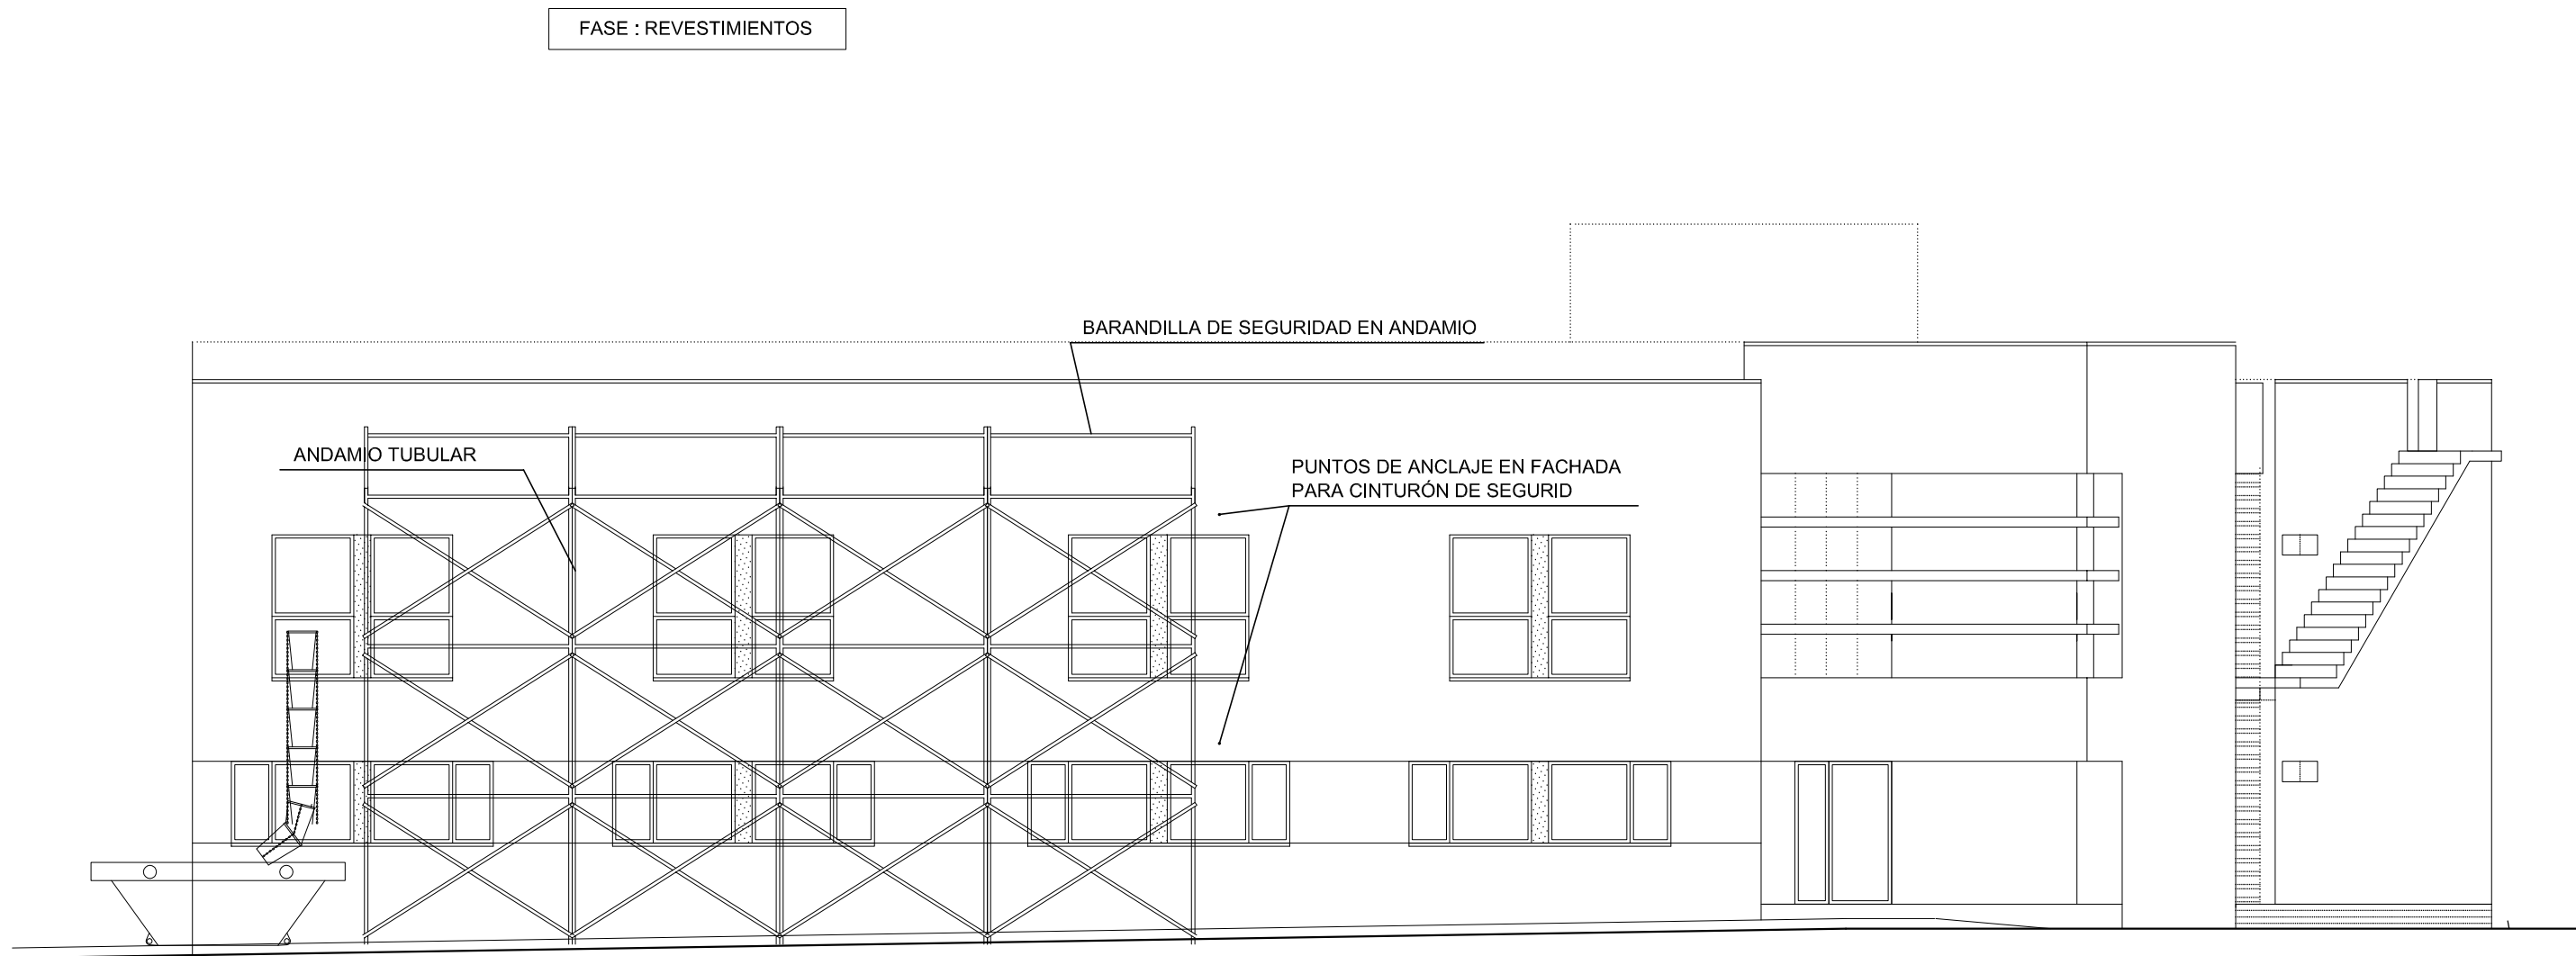 FASE : REVESTIMIENTOS
BARANDILLA DE SEGURIDAD EN ANDAMIO
ANDAMIO TUBULAR
PUNTOS DE ANCLAJE EN FACHADA
PARA CINTURÓN DE SEGURID